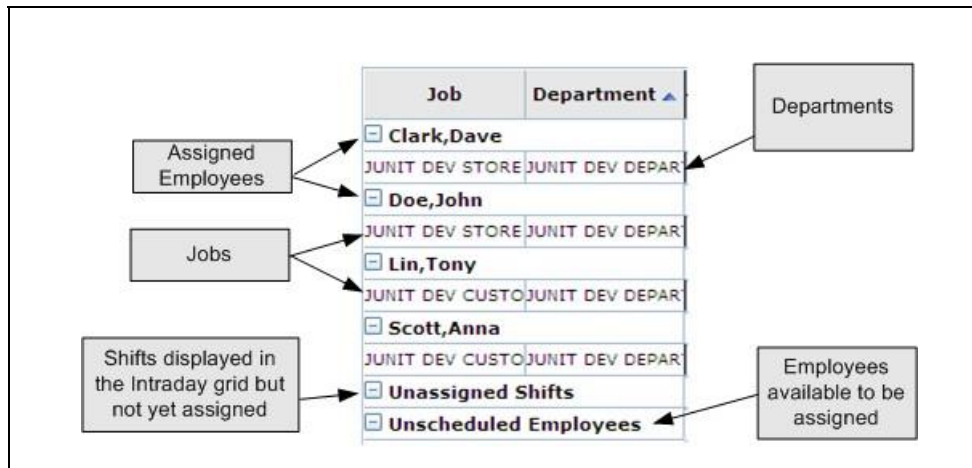 Job Department
Departments
Clark,Dave
Assigned
Employees
JUNIT DEV STORE JUNIT DEV DEPAR
Doe,John
JUNIT DEV STORE JUNIT DEV DEPAR
Jobs
Lin,Tony
JUNIT DEV CUSTO JUNIT DEV DEPAR
Scott,Anna
JUNIT DEV CUSTO JUNIT DEV DEPAR
Shifts displayed in
the Intraday grid but
not yet assigned
Unassigned Shifts
Unscheduled Employees
Employees
available to be
assigned